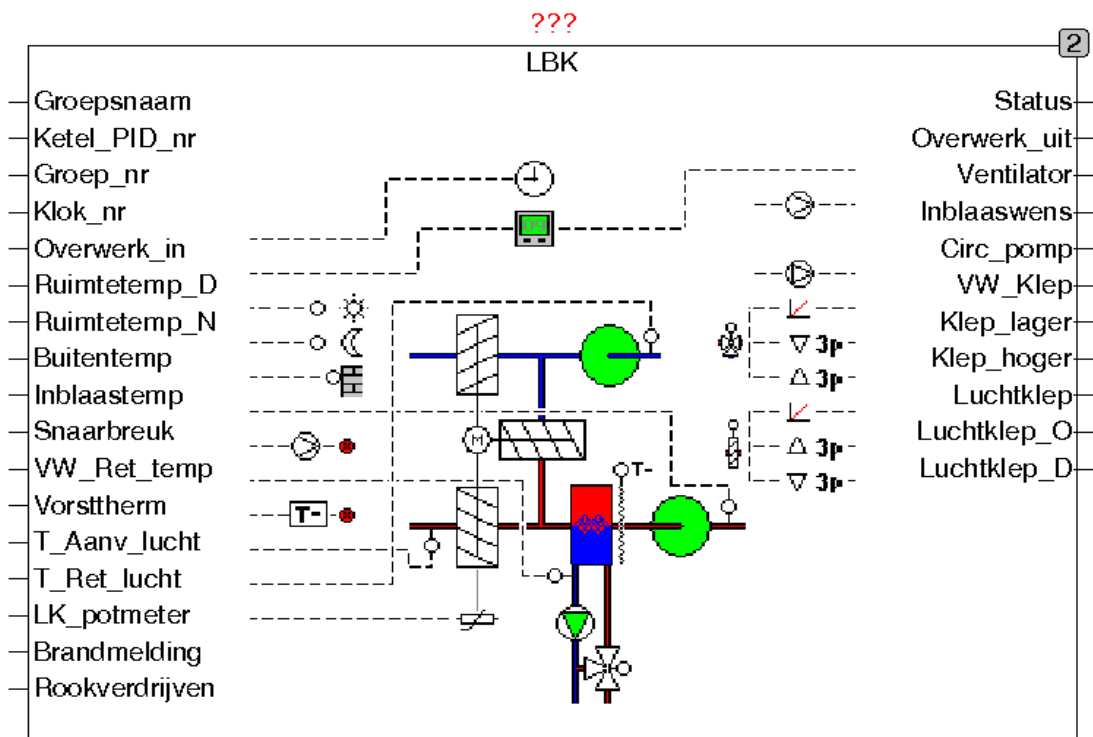 ???
2
LBK
Groepsnaam
Ketel_PID_nr
Groep_nr
Klok_nr
Overwerk_in
Ruimtetemp_D
Ruimtetemp_N
Buitentemp
Inblaastemp
Snaarbreuk
VW_Ret_temp
Vorsttherm
T_Aanv_lucht
T_Ret_lucht
LK_potmeter
Brandmelding
Rookverdrijven
M
T-
T-
Status
Overwerk_uit
Ventilator
Inblaaswens
Circ_pomp
VW_Klep
Klep_lager
Klep_hoger
Luchtklep
Luchtklep_O
Luchtklep_D
3p
3p
3p
3p